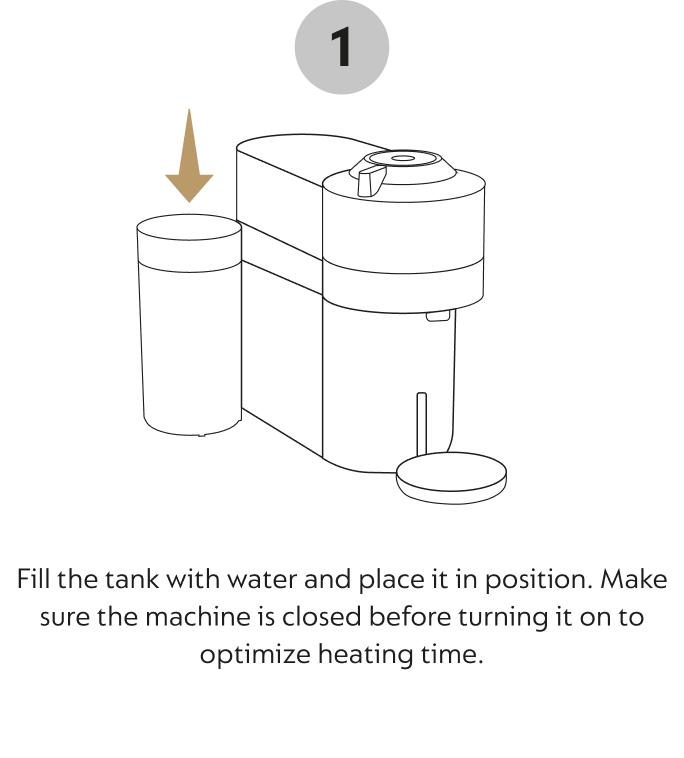 1
Fill the tank with water and place it in position. Make
sure the machine is closed before turning it on to
optimize heating time.